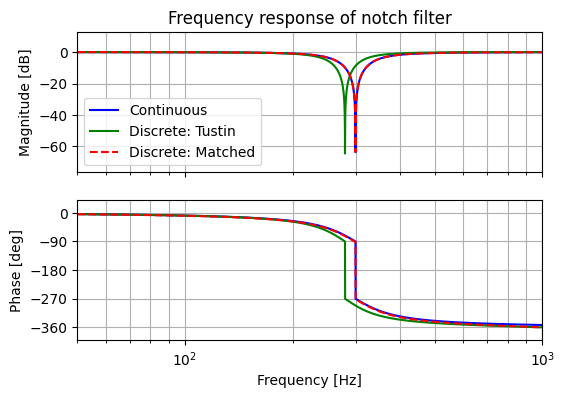 Frequency response of notch filter
Magnitude [dB]
0
−20
−40
−60
Continuous
Discrete: Tustin
Discrete: Matched
Phase [deg]
0
−90
−180
−270
−360
10²
10³
Frequency [Hz]